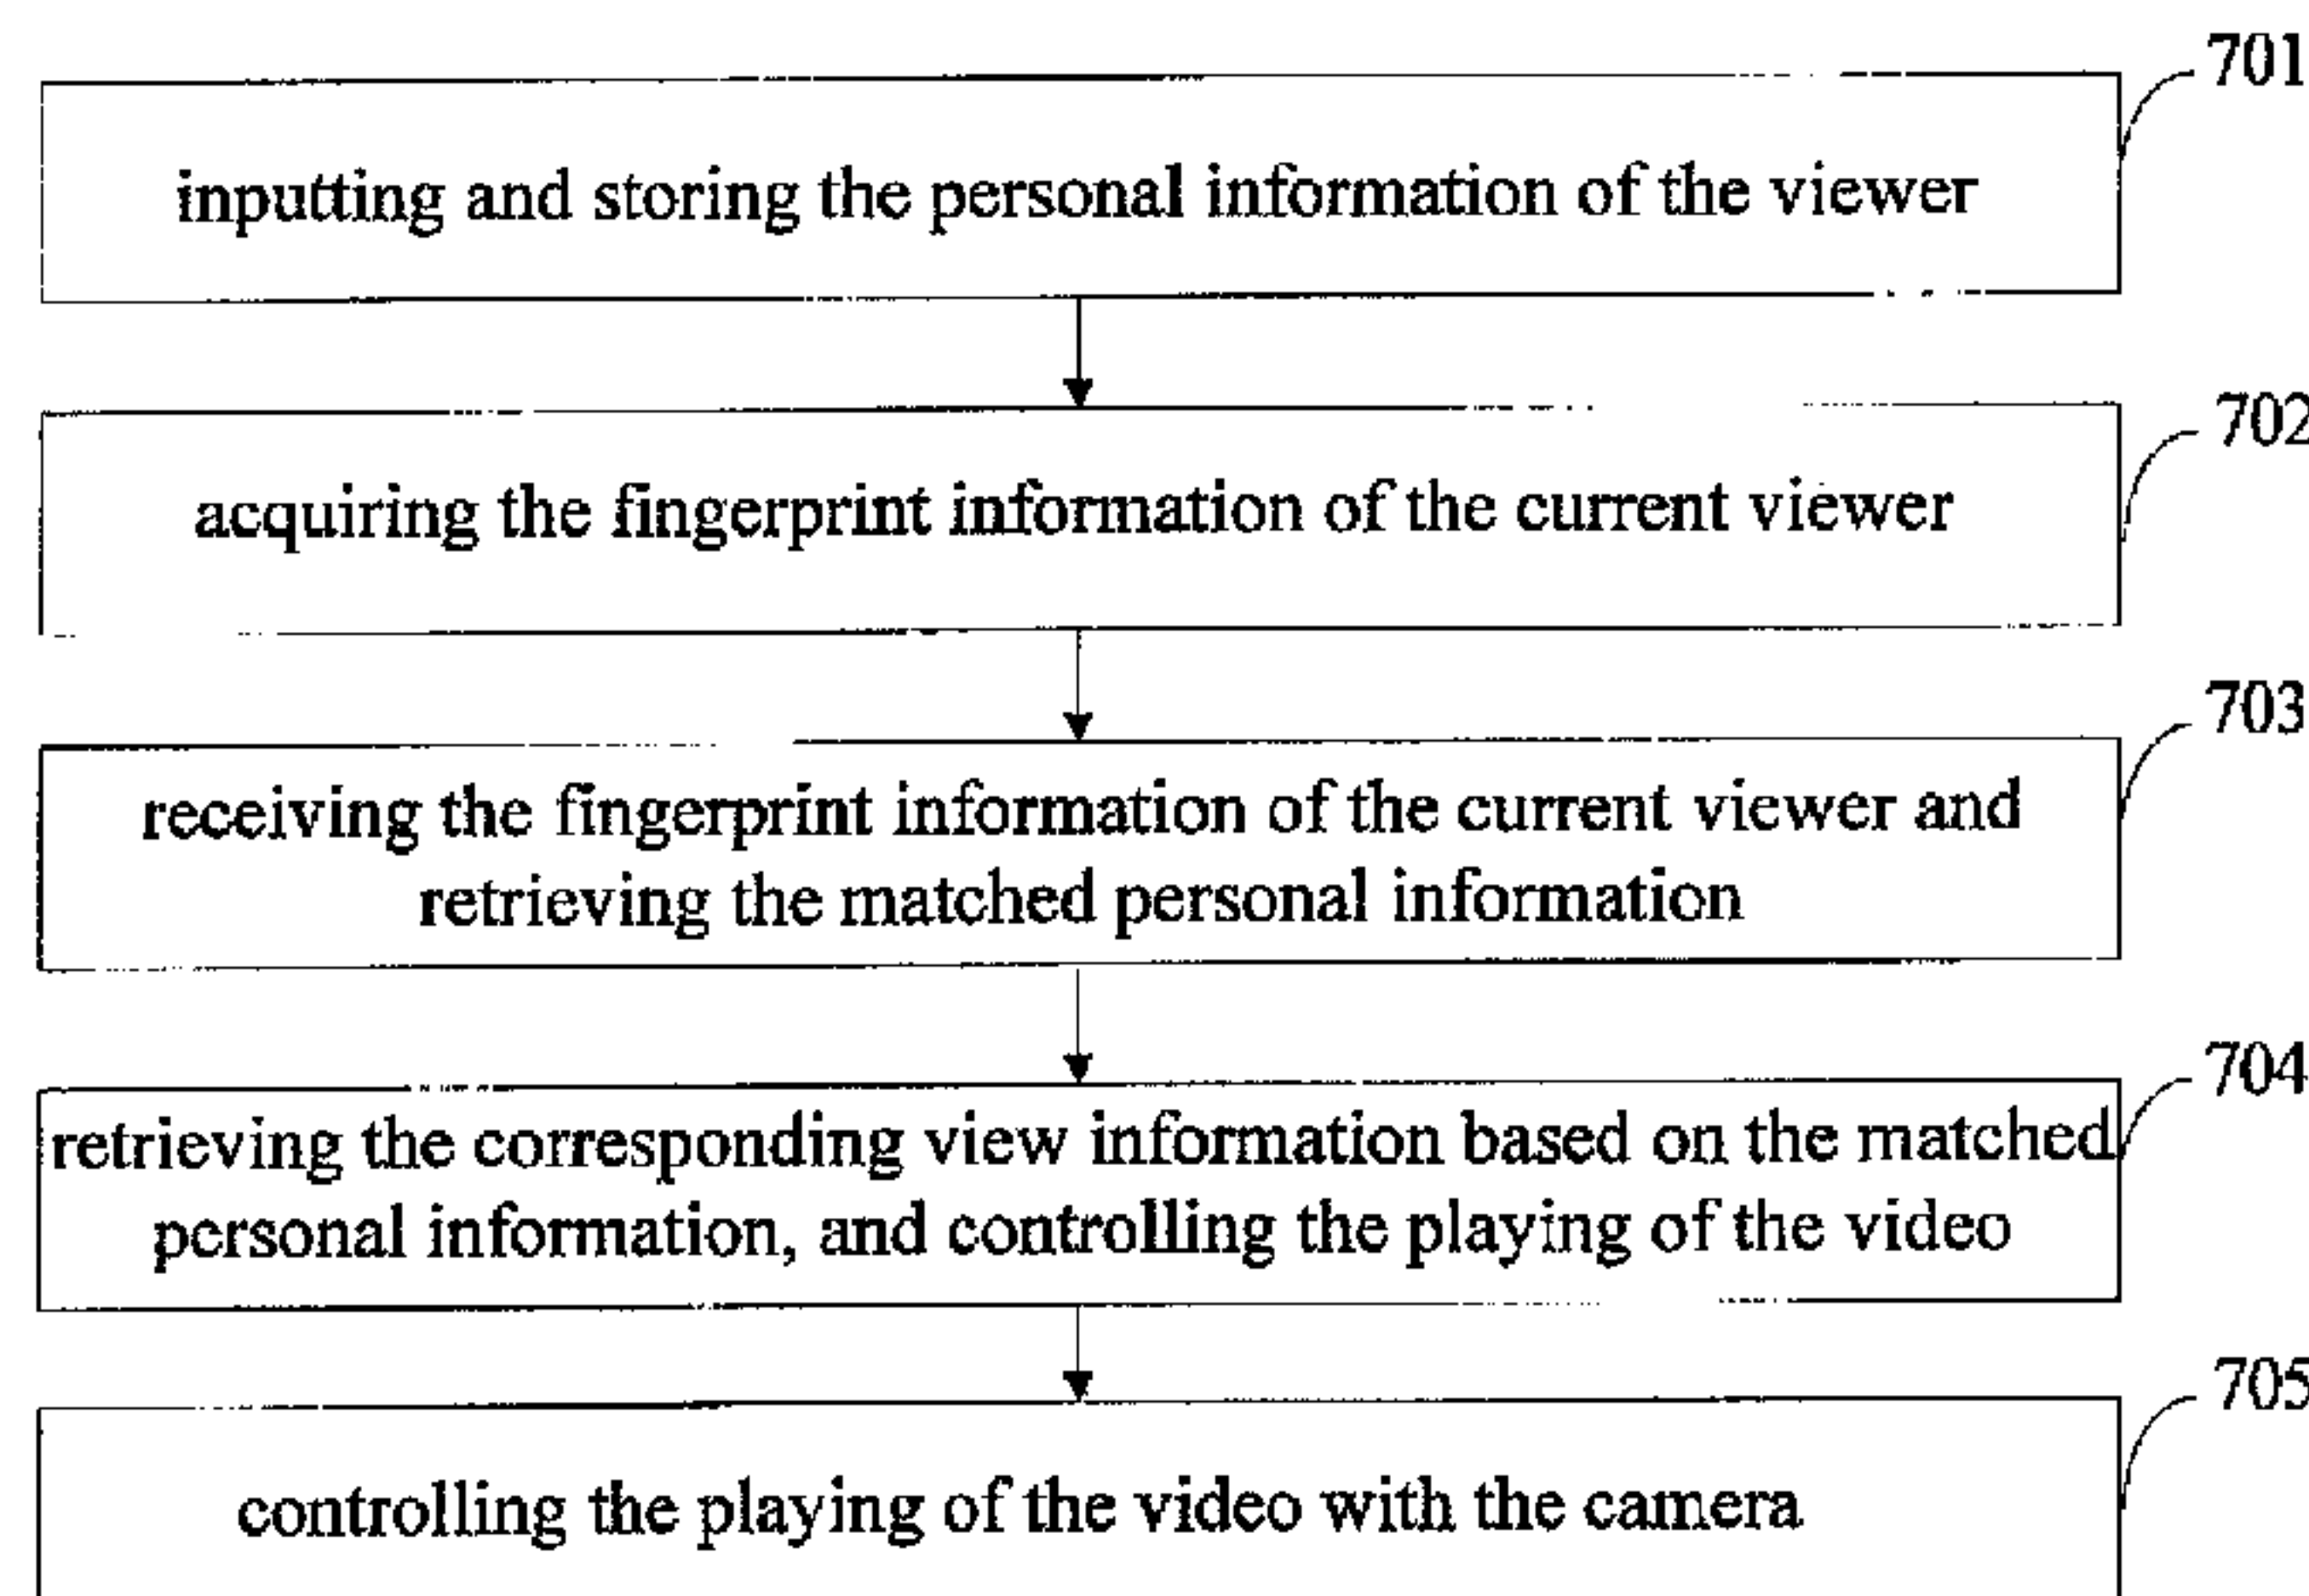 701
inputting and storing the personal information of the viewer
702
acquiring the fingerprint information of the current viewer
703
receiving the fingerprint information of the current viewer and
retrieving the matched personal information
704
retrieving the corresponding view information based on the matched
personal information, and controlling the playing of the video
705
controlling the playing of the video with the camera